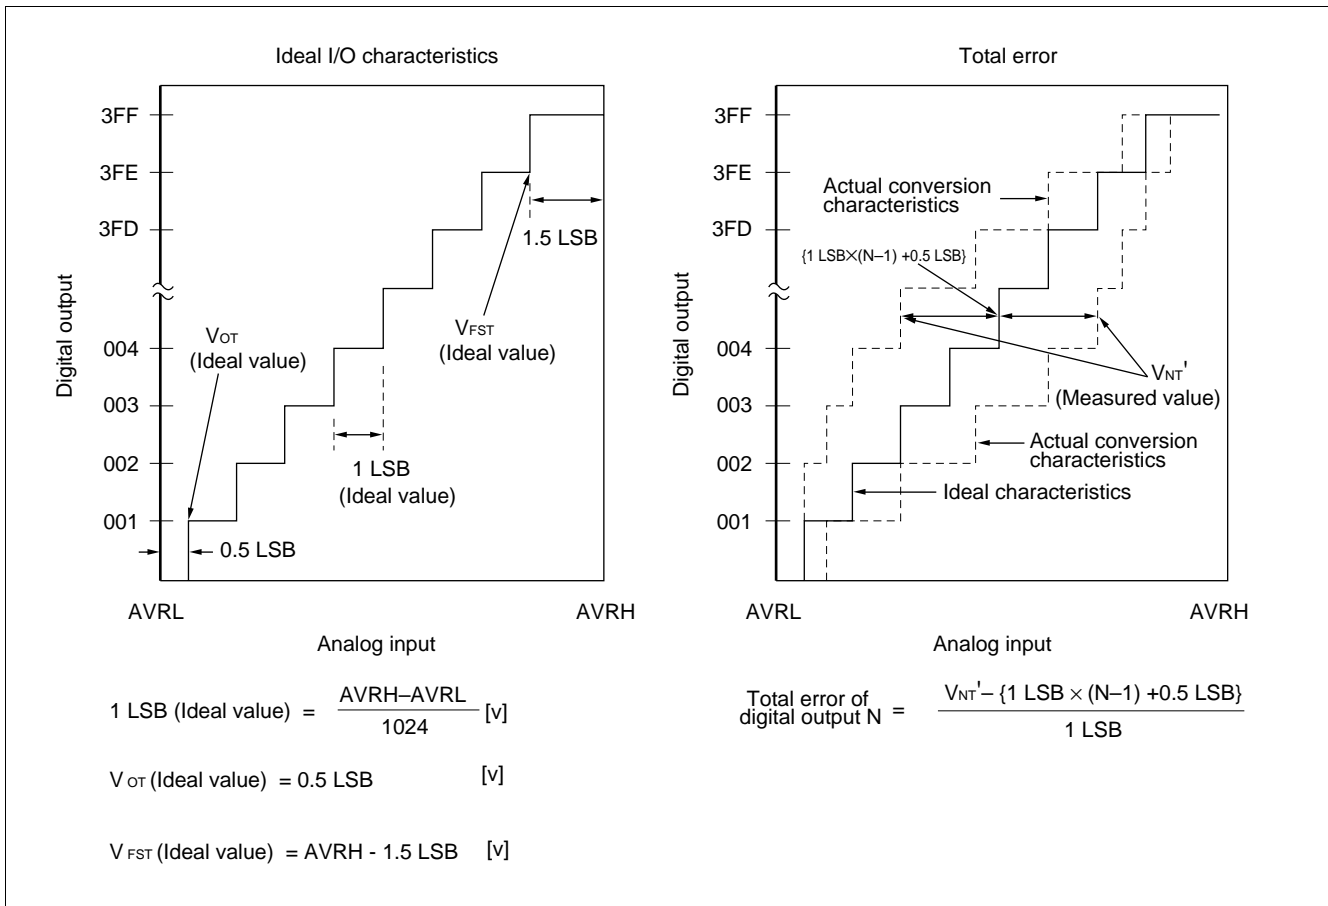 Ideal I/O characteristics
3FF
3FE
3FD
004
003
002
001
Digital output
VOT
(Ideal value)
VFST
(Ideal value)
1.5 LSB
1 LSB
(Ideal value)
0.5 LSB
AVRL
AVRH
Analog input
1 LSB (Ideal value) = AVRH–AVRL / 1024 [v]
VOT (Ideal value) = 0.5 LSB [v]
VFST (Ideal value) = AVRH - 1.5 LSB [v]
Total error
3FF
3FE
3FD
004
003
002
001
Digital output
Actual conversion
characteristics
{1 LSB×(N–1) +0.5 LSB}
VNT'
(Measured value)
Actual conversion
characteristics
Ideal characteristics
AVRL
AVRH
Analog input
Total error of
digital output N = VNT' – {1 LSB × (N–1) +0.5 LSB} / 1 LSB